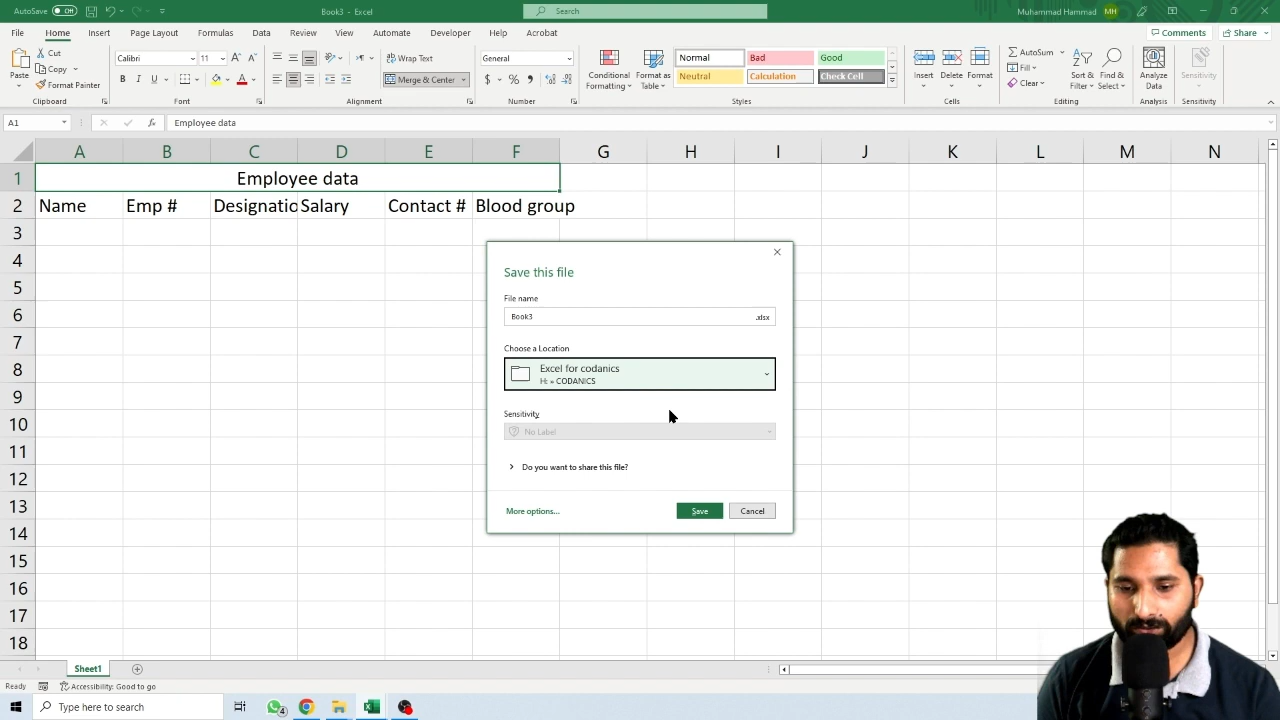 AutoSave Off Book3 - Excel Search Muhammad Hammad MH
File Home Insert Page Layout Formulas Data Review View Automate Developer Help Acrobat Comments Share
Paste Cut Copy Format Painter Clipboard
Calibri 11 B I U A A Font
Wrap Text Merge & Center Alignment
General $ % Number
Conditional Formatting Format as Table
Normal Bad Good
Neutral Calculation Check Cell
Styles
Insert Delete Format Cells
AutoSum Fill Clear Sort & Filter Find & Select Editing
Analyze Data Analysis
Sensitivity Sensitivity
A1 fx Employee data
A B C D E F G H I J K L M N
1 Employee data
2 Name Emp # Designatio Salary Contact # Blood group
3
4
5
6
7
8
9
10
11
12
13
14
15
16
17
18
Save this file
File name
Book3 .xlsx
Choose a Location
Excel for codanics
H: » CODANICS
Sensitivity
No Label
Do you want to share this file?
More options... Save Cancel
Sheet1
Ready Accessibility: Good to go
Type here to search 4